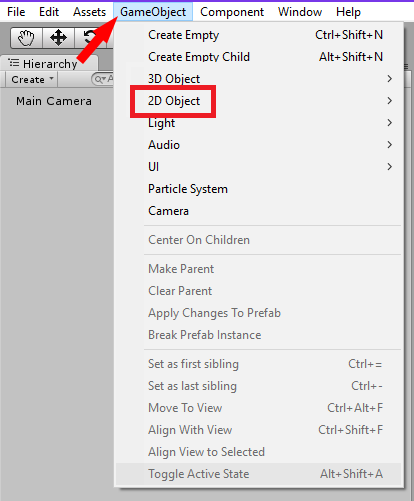 File Edit Assets GameObject Component Window Help
Hierarchy
Create
All
Main Camera
Create Empty Ctrl+Shift+N
Create Empty Child Alt+Shift+N
3D Object
2D Object
Light
Audio
UI
Particle System
Camera
Center On Children
Make Parent
Clear Parent
Apply Changes To Prefab
Break Prefab Instance
Set as first sibling Ctrl+=
Set as last sibling Ctrl+-
Move To View Ctrl+Alt+F
Align With View Ctrl+Shift+F
Align View to Selected
Toggle Active State Alt+Shift+A